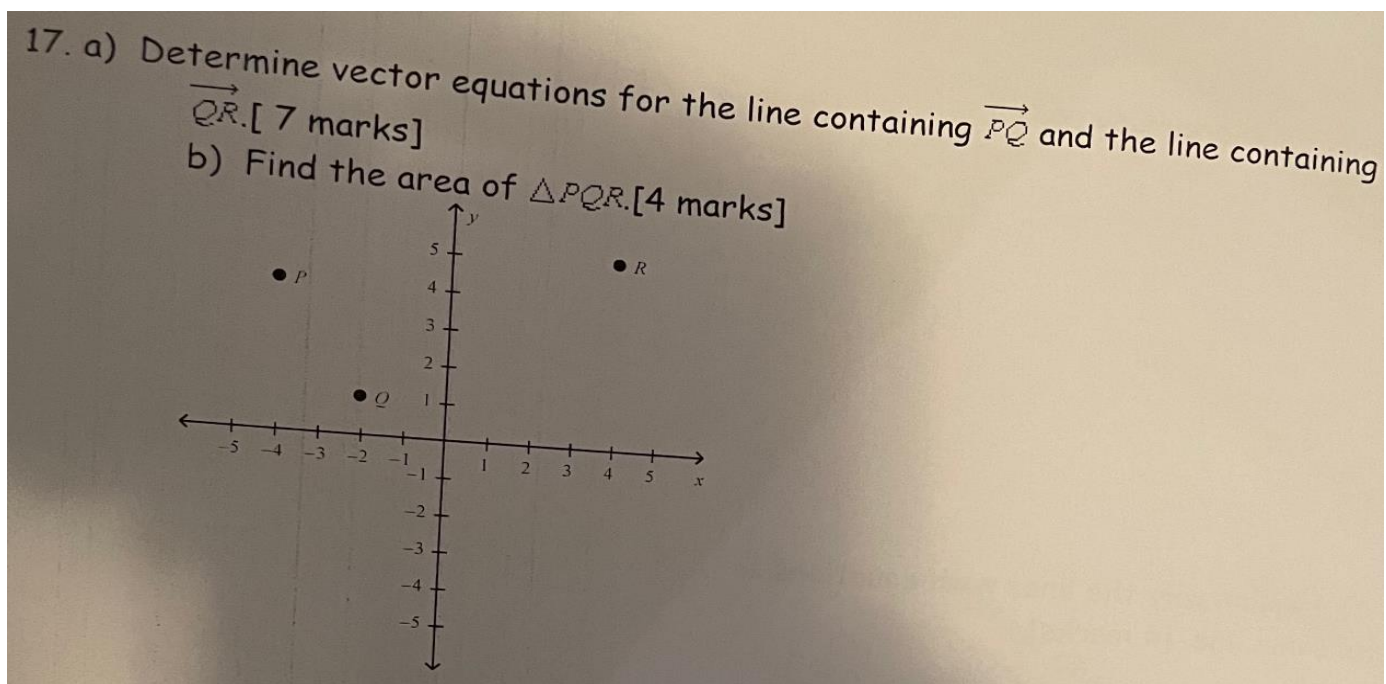 17. a) Determine vector equations for the line containing PQ and the line containing
QR.[ 7 marks]
b) Find the area of △PQR.[4 marks]
y
5
P
R
4
3
2
Q
1
-5 -4 -3 -2 -1 1 2 3 4 5 x
-1
-2
-3
-4
-5